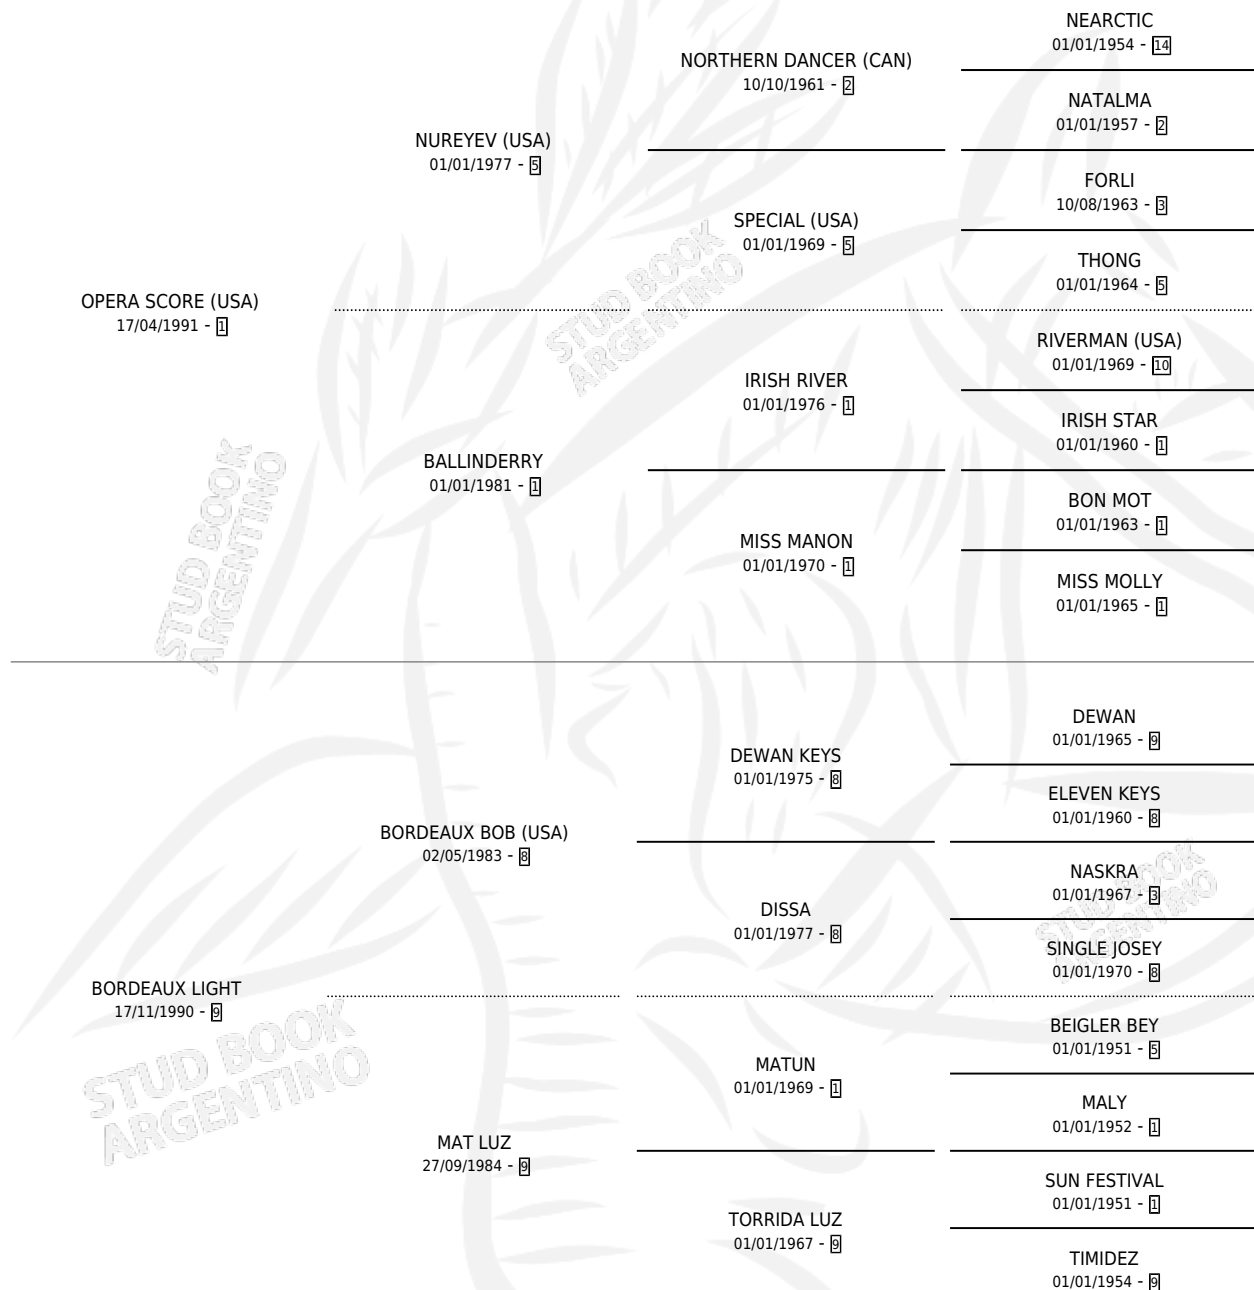 NEARCTIC
01/01/1954 - 14
NORTHERN DANCER (CAN)
10/10/1961 - 2
NATALMA
01/01/1957 - 2
NUREYEV (USA)
01/01/1977 - 5
FORLI
10/08/1963 - 3
SPECIAL (USA)
01/01/1969 - 5
THONG
01/01/1964 - 5
OPERA SCORE (USA)
17/04/1991 - 1
RIVERMAN (USA)
01/01/1969 - 10
IRISH RIVER
01/01/1976 - 1
IRISH STAR
01/01/1960 - 1
BALLINDERRY
01/01/1981 - 1
BON MOT
01/01/1963 - 1
MISS MANON
01/01/1970 - 1
MISS MOLLY
01/01/1965 - 1
DEWAN
01/01/1965 - 9
DEWAN KEYS
01/01/1975 - 8
ELEVEN KEYS
01/01/1960 - 8
BORDEAUX BOB (USA)
02/05/1983 - 8
NASKRA
01/01/1967 - 3
DISSA
01/01/1977 - 8
SINGLE JOSEY
01/01/1970 - 8
BORDEAUX LIGHT
17/11/1990 - 9
BEIGLER BEY
01/01/1951 - 5
MATUN
01/01/1969 - 1
MALY
01/01/1952 - 1
MAT LUZ
27/09/1984 - 9
SUN FESTIVAL
01/01/1951 - 1
TORRIDA LUZ
01/01/1967 - 9
TIMIDEZ
01/01/1954 - 9
STUD BOOK
ARGENTINO
STUD BOOK
ARGENTINO
STUD BOOK
ARGENTINO
STUD BOOK
ARGENTINO